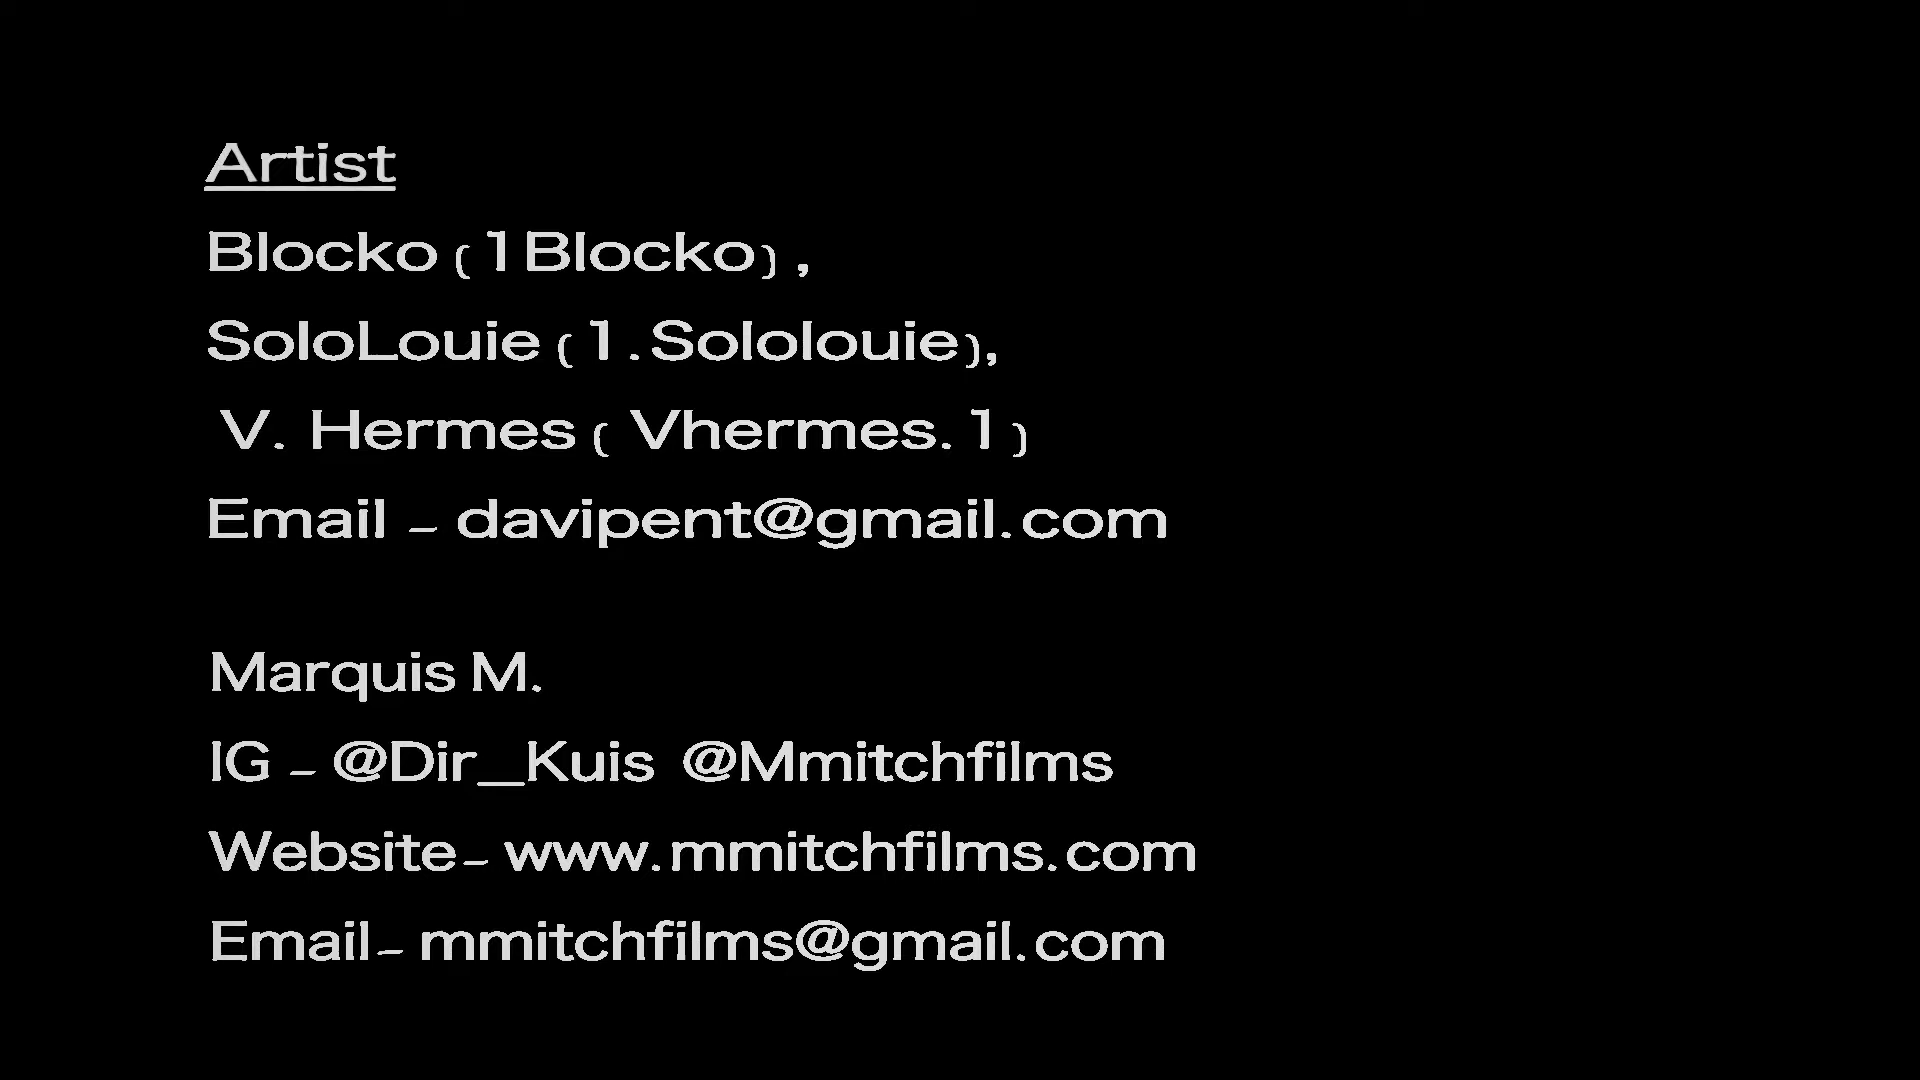 Artist
Blocko (1Blocko) ,
SoloLouie (1.Sololouie),
V. Hermes ( Vhermes.1)
Email - davipent@gmail.com
Marquis M.
IG - @Dir_Kuis @Mmitchfilms
Website- www.mmitchfilms.com
Email- mmitchfilms@gmail.com